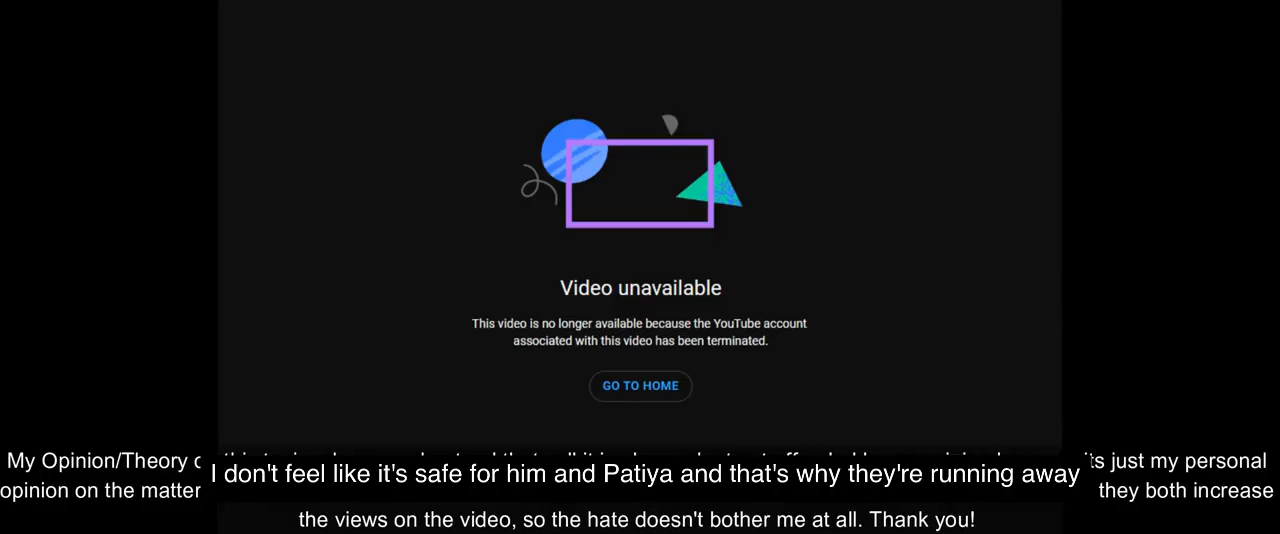 Video unavailable
This video is no longer available because the YouTube account
associated with this video has been terminated.
GO TO HOME
My Opinion/Theory its just my personal
I don't feel like it's safe for him and Patiya and that's why they're running away
opinion on the matter they both increase
the views on the video, so the hate doesn't bother me at all. Thank you!